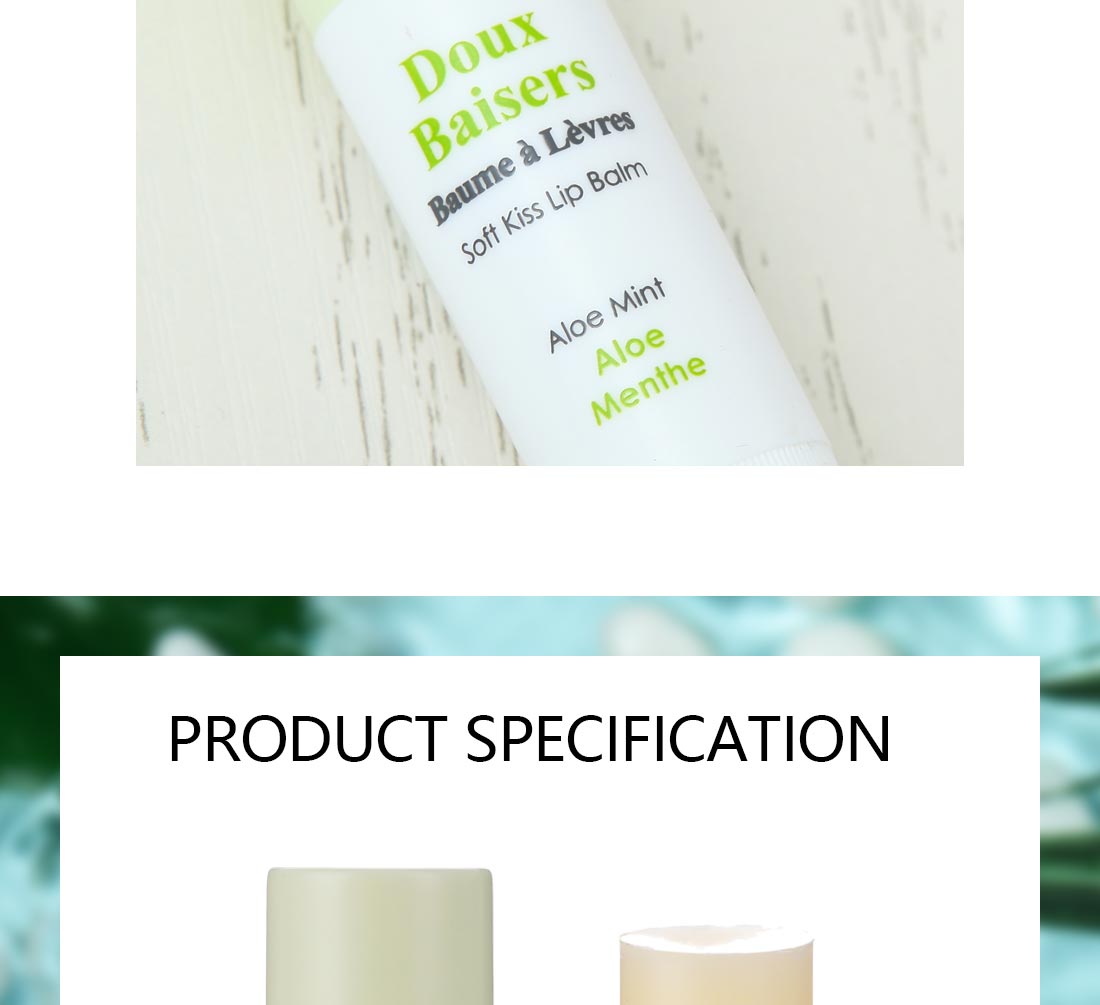 Doux
Baisers
Baume à Lèvres
Soft Kiss Lip Balm
Aloe Mint
Aloe
Menthe
PRODUCT SPECIFICATION